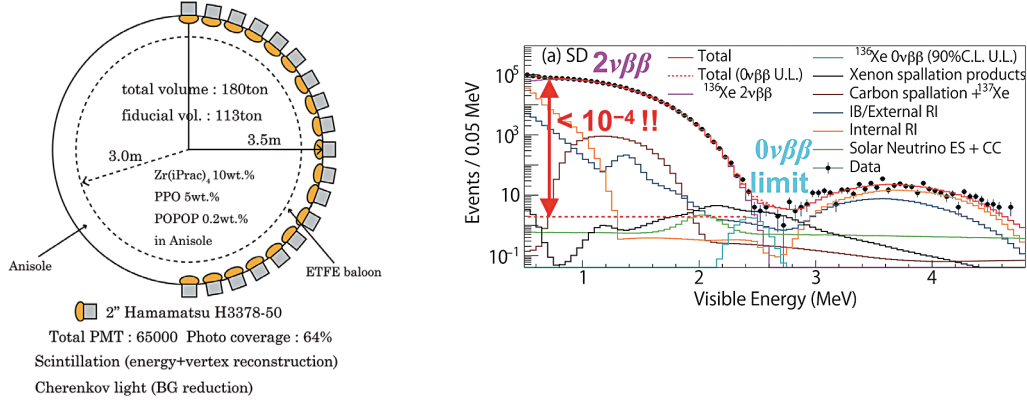 total volume : 180ton
fiducial vol. : 113ton
3.5m
3.0m
Zr(iPrac)4 10wt.%
PPO 5wt.%
POPOP 0.2wt.%
in Anisole
Anisole
ETFE baloon
2” Hamamatsu H3378-50
Total PMT : 65000 Photo coverage : 64%
Scintillation (energy+vertex reconstruction)
Cherenkov light (BG reduction)
(a) SD
2νββ
Total
Total (0νββ U.L.)
136Xe 2νββ
136Xe 0νββ (90%C.L. U.L.)
Xenon spallation products
Carbon spallation +137Xe
IB/External RI
Internal RI
Solar Neutrino ES + CC
Data
< 10−4 !!
0νββ
limit
Events / 0.05 MeV
105
103
10
10−1
1
2
3
4
Visible Energy (MeV)